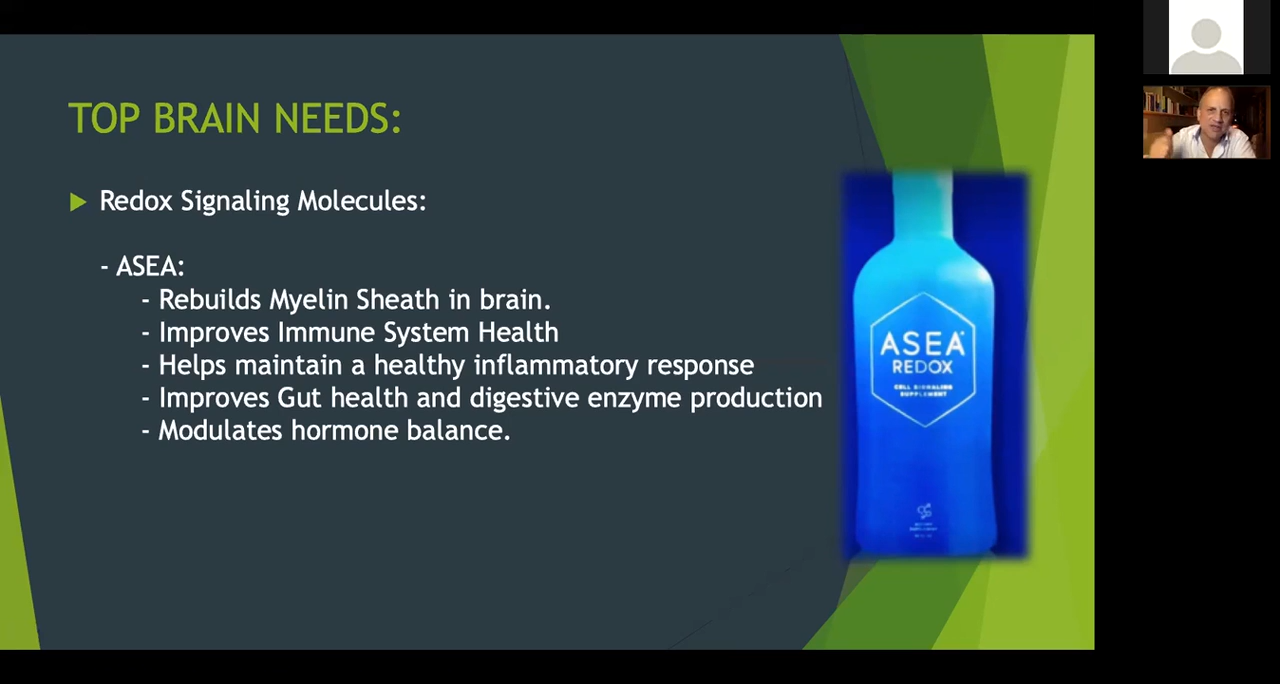 TOP BRAIN NEEDS:
Redox Signaling Molecules:
- ASEA:
- Rebuilds Myelin Sheath in brain.
- Improves Immune System Health
- Helps maintain a healthy inflammatory response
- Improves Gut health and digestive enzyme production
- Modulates hormone balance.
ASEA
REDOX
CELL SIGNALING
SUPPLEMENT